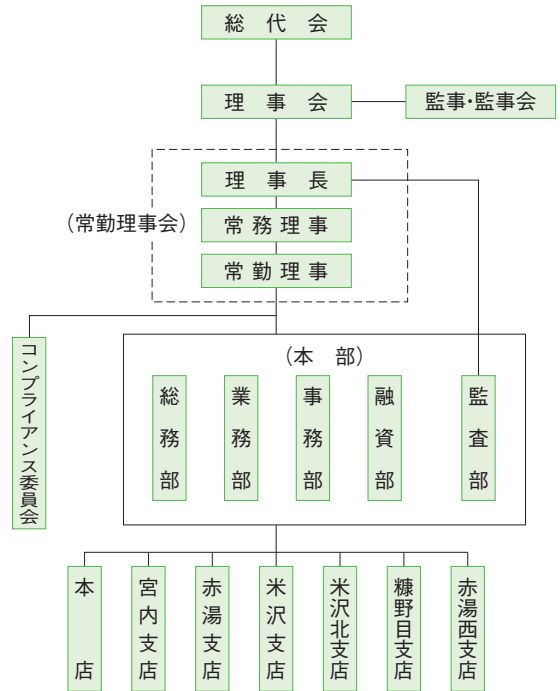 総代会
理事会
監事・監事会
理事長
（常勤理事会）
常務理事
常勤理事
コンプライアンス委員会
（本　部）
総務部
業務部
事務部
融資部
監査部
本店
宮内支店
赤湯支店
米沢支店
米沢北支店
糠野目支店
赤湯西支店